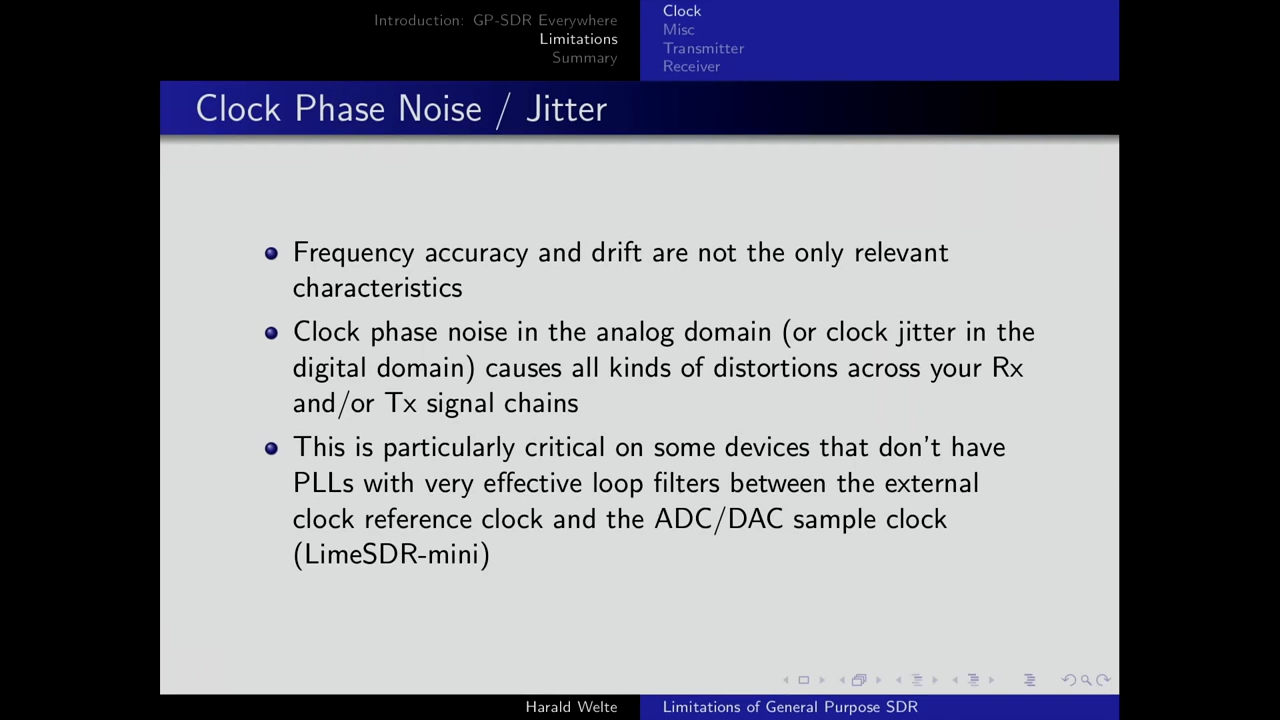 Introduction: GP-SDR Everywhere
Limitations
Summary
Clock
Misc
Transmitter
Receiver
Clock Phase Noise / Jitter
Frequency accuracy and drift are not the only relevant
characteristics
Clock phase noise in the analog domain (or clock jitter in the
digital domain) causes all kinds of distortions across your Rx
and/or Tx signal chains
This is particularly critical on some devices that don't have
PLLs with very effective loop filters between the external
clock reference clock and the ADC/DAC sample clock
(LimeSDR-mini)
Harald Welte
Limitations of General Purpose SDR